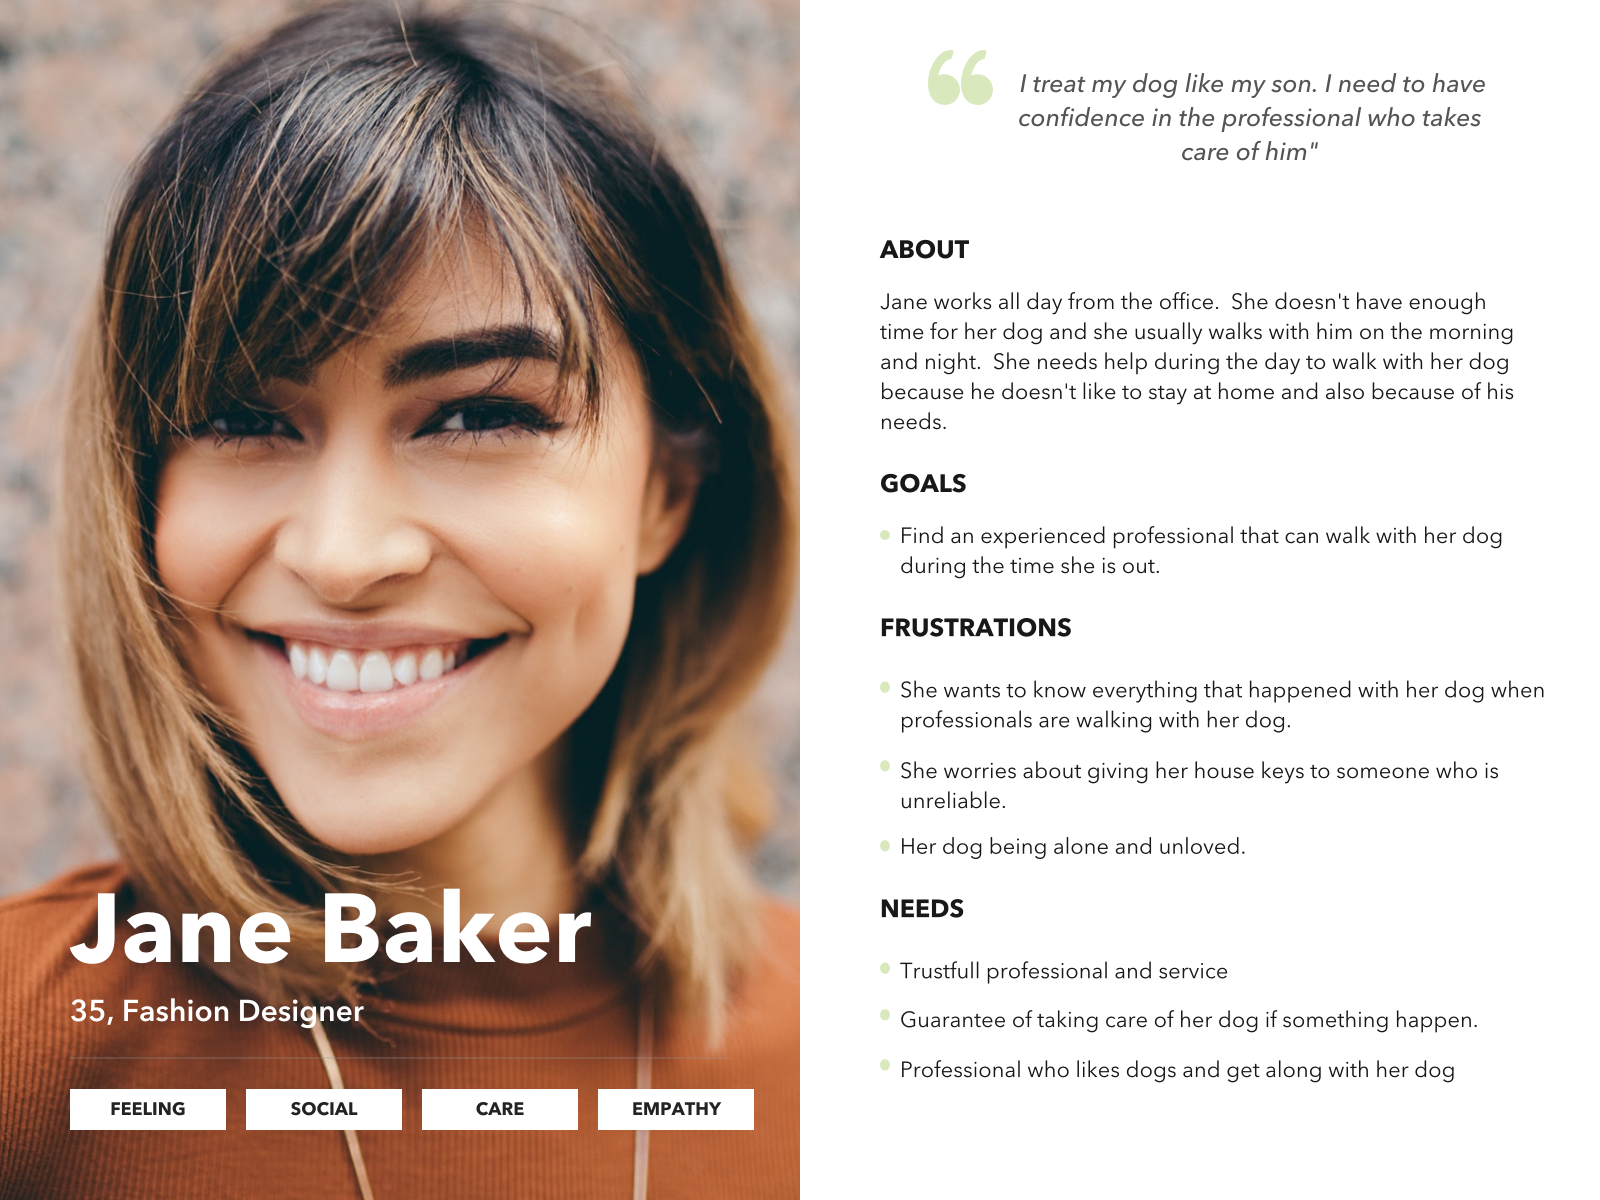 Jane Baker
35, Fashion Designer
FEELING
SOCIAL
CARE
EMPATHY
“ I treat my dog like my son. I need to have
confidence in the professional who takes
care of him"
ABOUT
Jane works all day from the office.  She doesn't have enough
time for her dog and she usually walks with him on the morning
and night.  She needs help during the day to walk with her dog
because he doesn't like to stay at home and also because of his
needs.
GOALS
Find an experienced professional that can walk with her dog
during the time she is out.
FRUSTRATIONS
She wants to know everything that happened with her dog when
professionals are walking with her dog.
She worries about giving her house keys to someone who is
unreliable.
Her dog being alone and unloved.
NEEDS
Trustfull professional and service
Guarantee of taking care of her dog if something happen.
Professional who likes dogs and get along with her dog